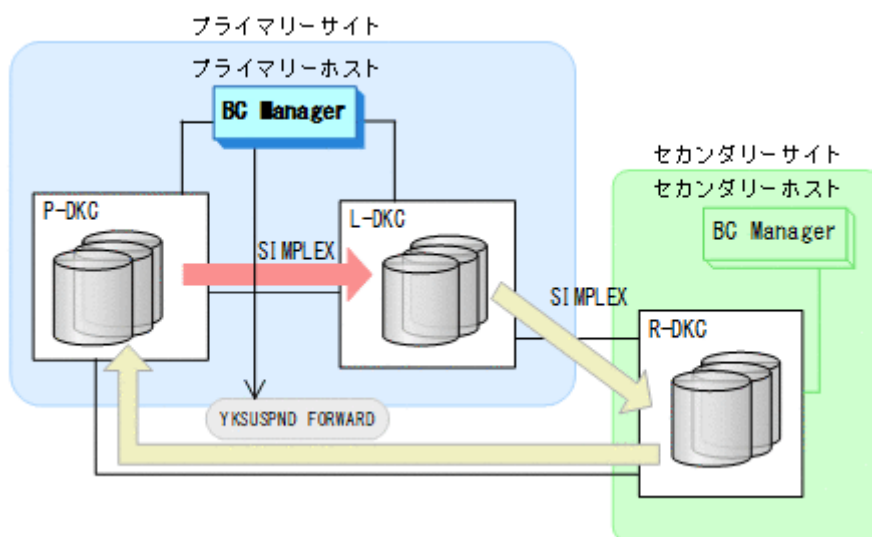 プライマリーサイト
プライマリーホスト
BC Manager
セカンダリーサイト
セカンダリーホスト
P-DKC
L-DKC
BC Manager
SIMPLEX
SIMPLEX
R-DKC
YKSUSPND FORWARD